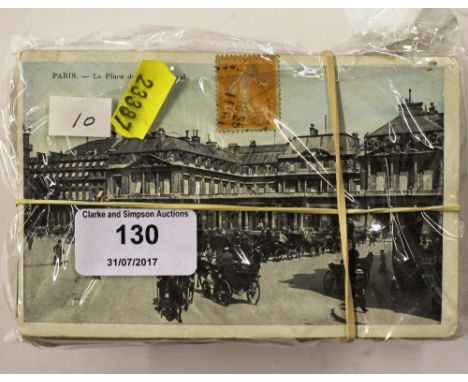 PARIS. — La Place d
23387
10
Clarke and Simpson Auctions
130
31/07/2017